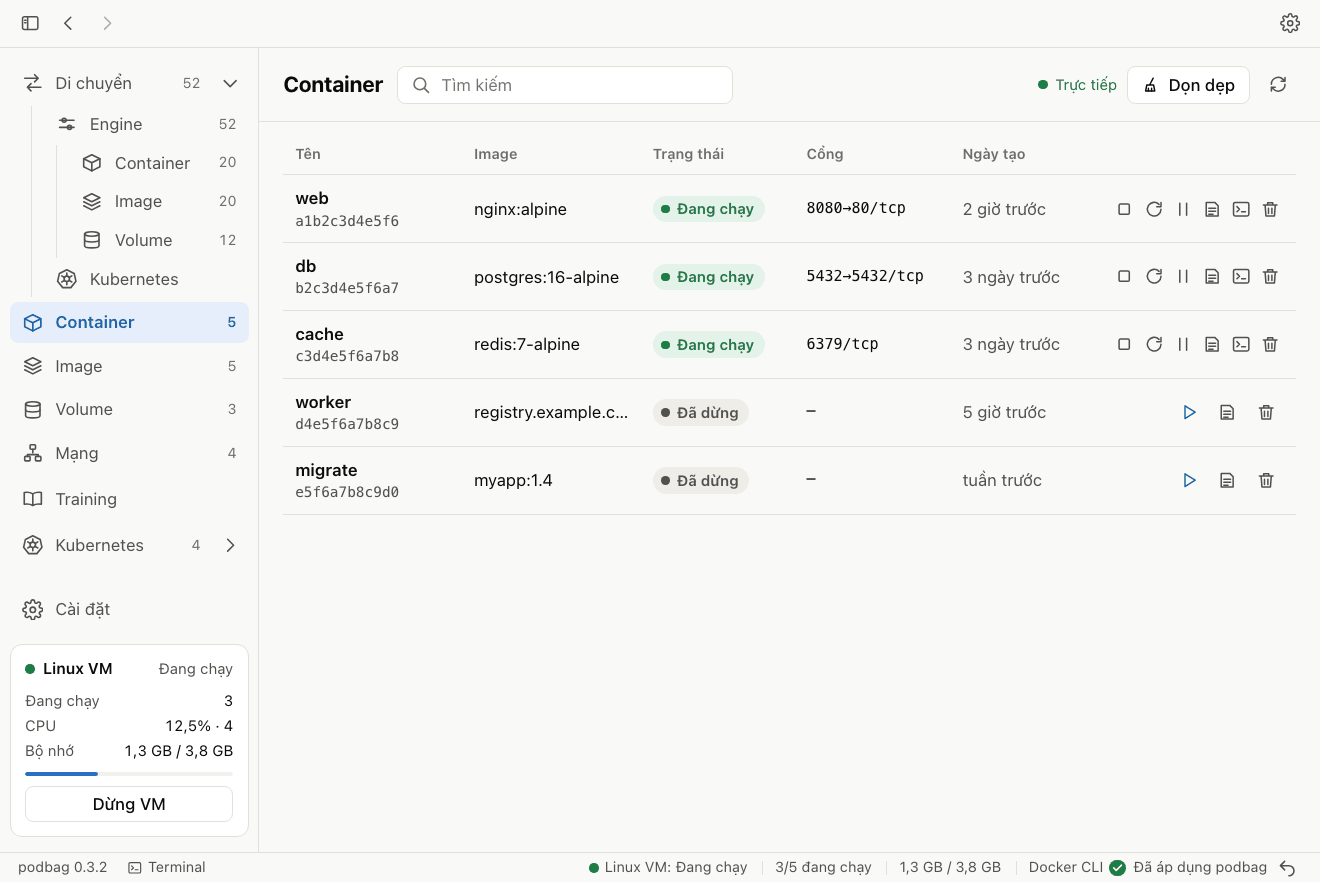 Di chuyển 52
Engine 52
Container 20
Image 20
Volume 12
Kubernetes
Container 5
Image 5
Volume 3
Mạng 4
Training
Kubernetes 4
Cài đặt
Linux VM Đang chạy
Đang chạy 3
CPU 12,5% · 4
Bộ nhớ 1,3 GB / 3,8 GB
Dừng VM
Container Tìm kiếm Trực tiếp Dọn dẹp
Tên Image Trạng thái Cổng Ngày tạo
web
a1b2c3d4e5f6 nginx:alpine Đang chạy 8080→80/tcp 2 giờ trước
db
b2c3d4e5f6a7 postgres:16-alpine Đang chạy 5432→5432/tcp 3 ngày trước
cache
c3d4e5f6a7b8 redis:7-alpine Đang chạy 6379/tcp 3 ngày trước
worker
d4e5f6a7b8c9 registry.example.c... Đã dừng – 5 giờ trước
migrate
e5f6a7b8c9d0 myapp:1.4 Đã dừng – tuần trước
podbag 0.3.2 Terminal Linux VM: Đang chạy 3/5 đang chạy 1,3 GB / 3,8 GB Docker CLI Đã áp dụng podbag